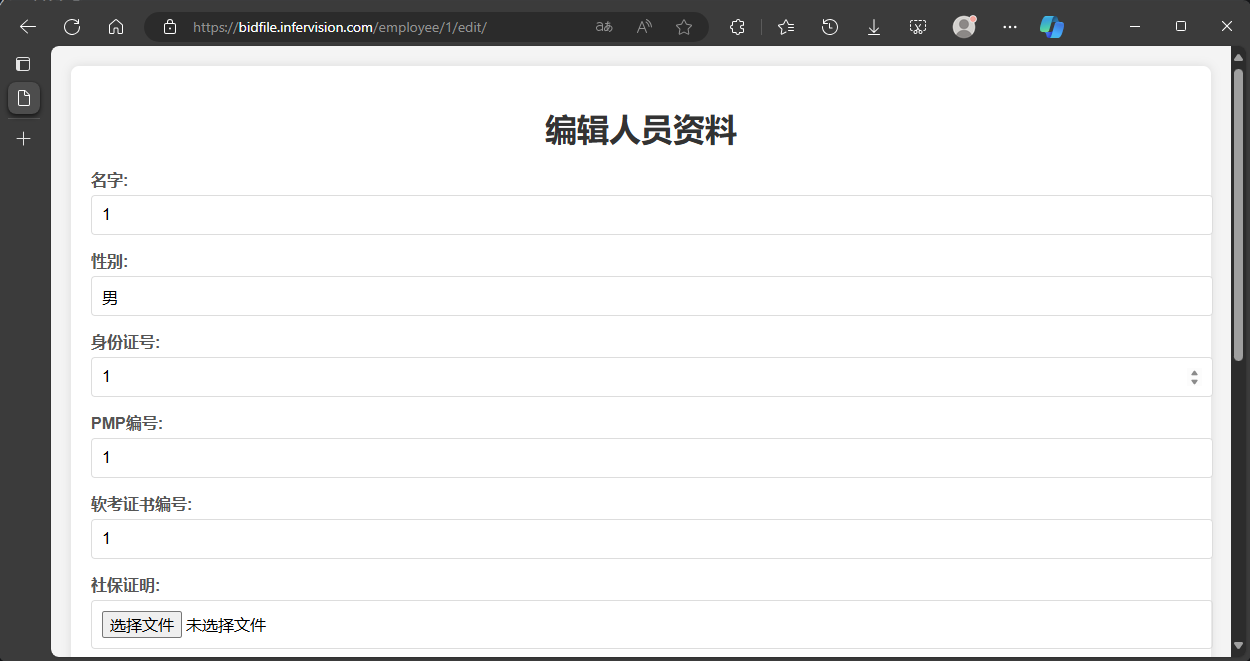 https://bidfile.infervision.com/employee/1/edit/
编辑人员资料
名字:
1
性别:
男
身份证号:
1
PMP编号:
1
软考证书编号:
1
社保证明:
选择文件 未选择文件